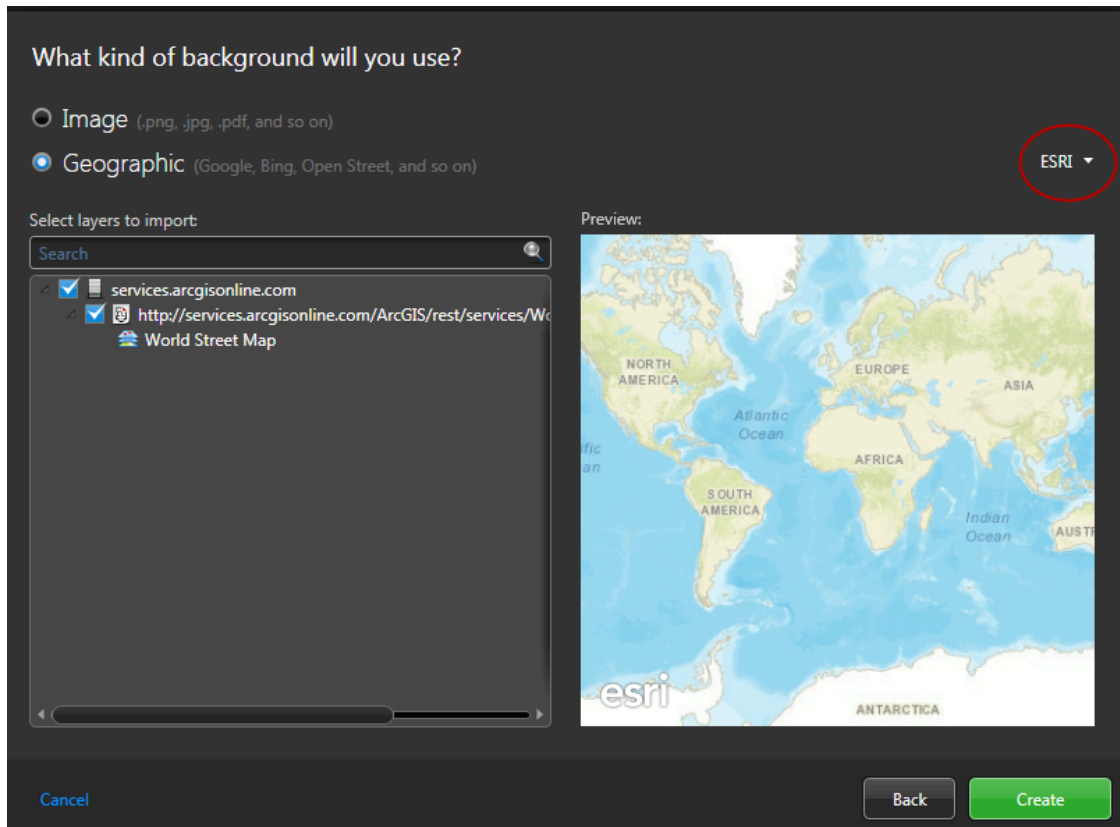 What kind of background will you use?
Image (.png, .jpg, .pdf, and so on)
Geographic (Google, Bing, Open Street, and so on)
ESRI
Select layers to import:
Search
services.arcgisonline.com
http://services.arcgisonline.com/ArcGIS/rest/services/Wo
World Street Map
Preview:
NORTH
AMERICA
EUROPE
ASIA
Atlantic
Ocean
ific
an
AFRICA
SOUTH
AMERICA
Indian
Ocean
AUSTR
esri
ANTARCTICA
Cancel
Back
Create